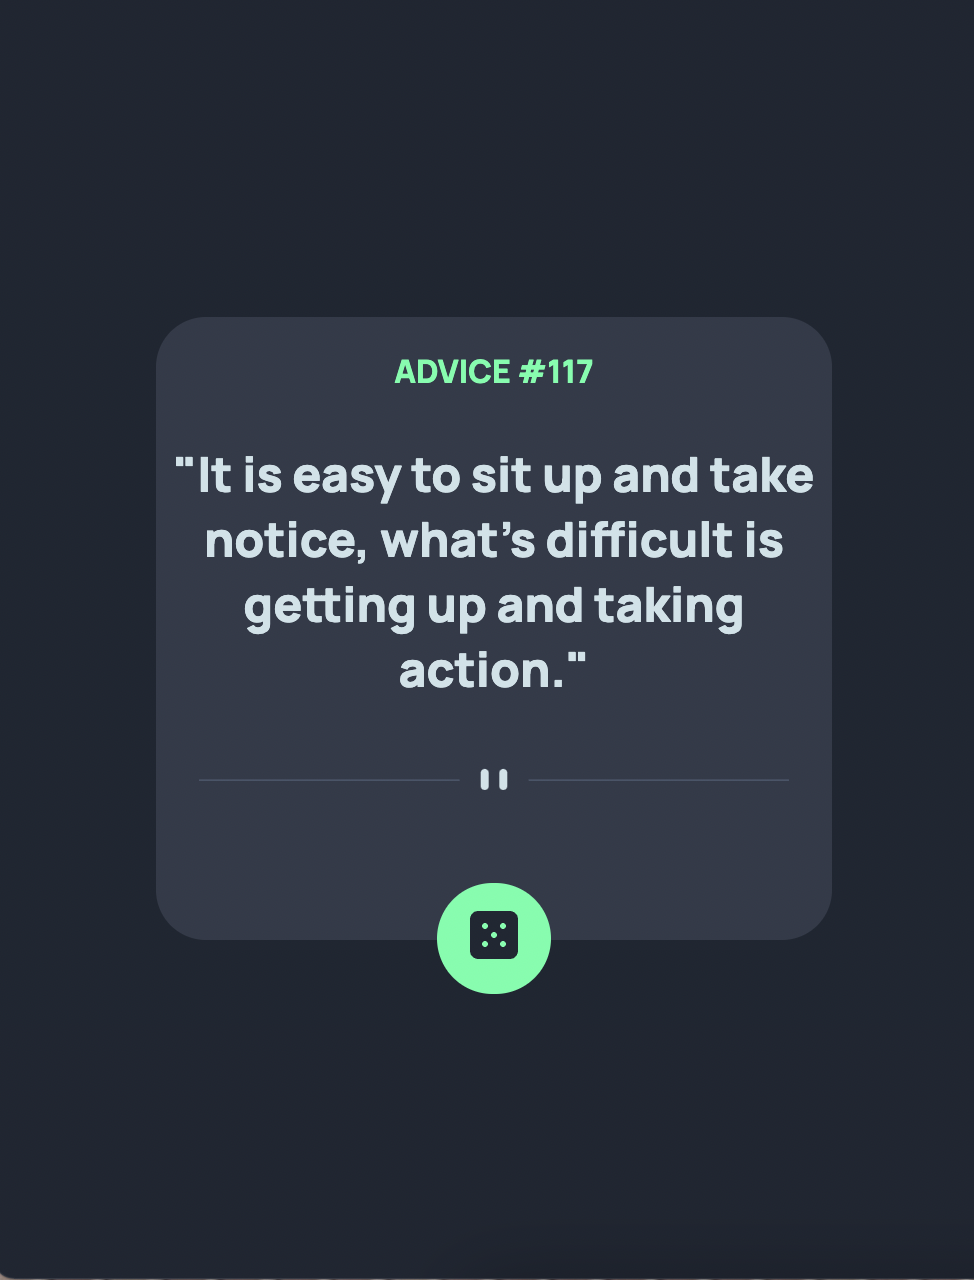 ADVICE #117
"It is easy to sit up and take
notice, what’s difficult is
getting up and taking
action."